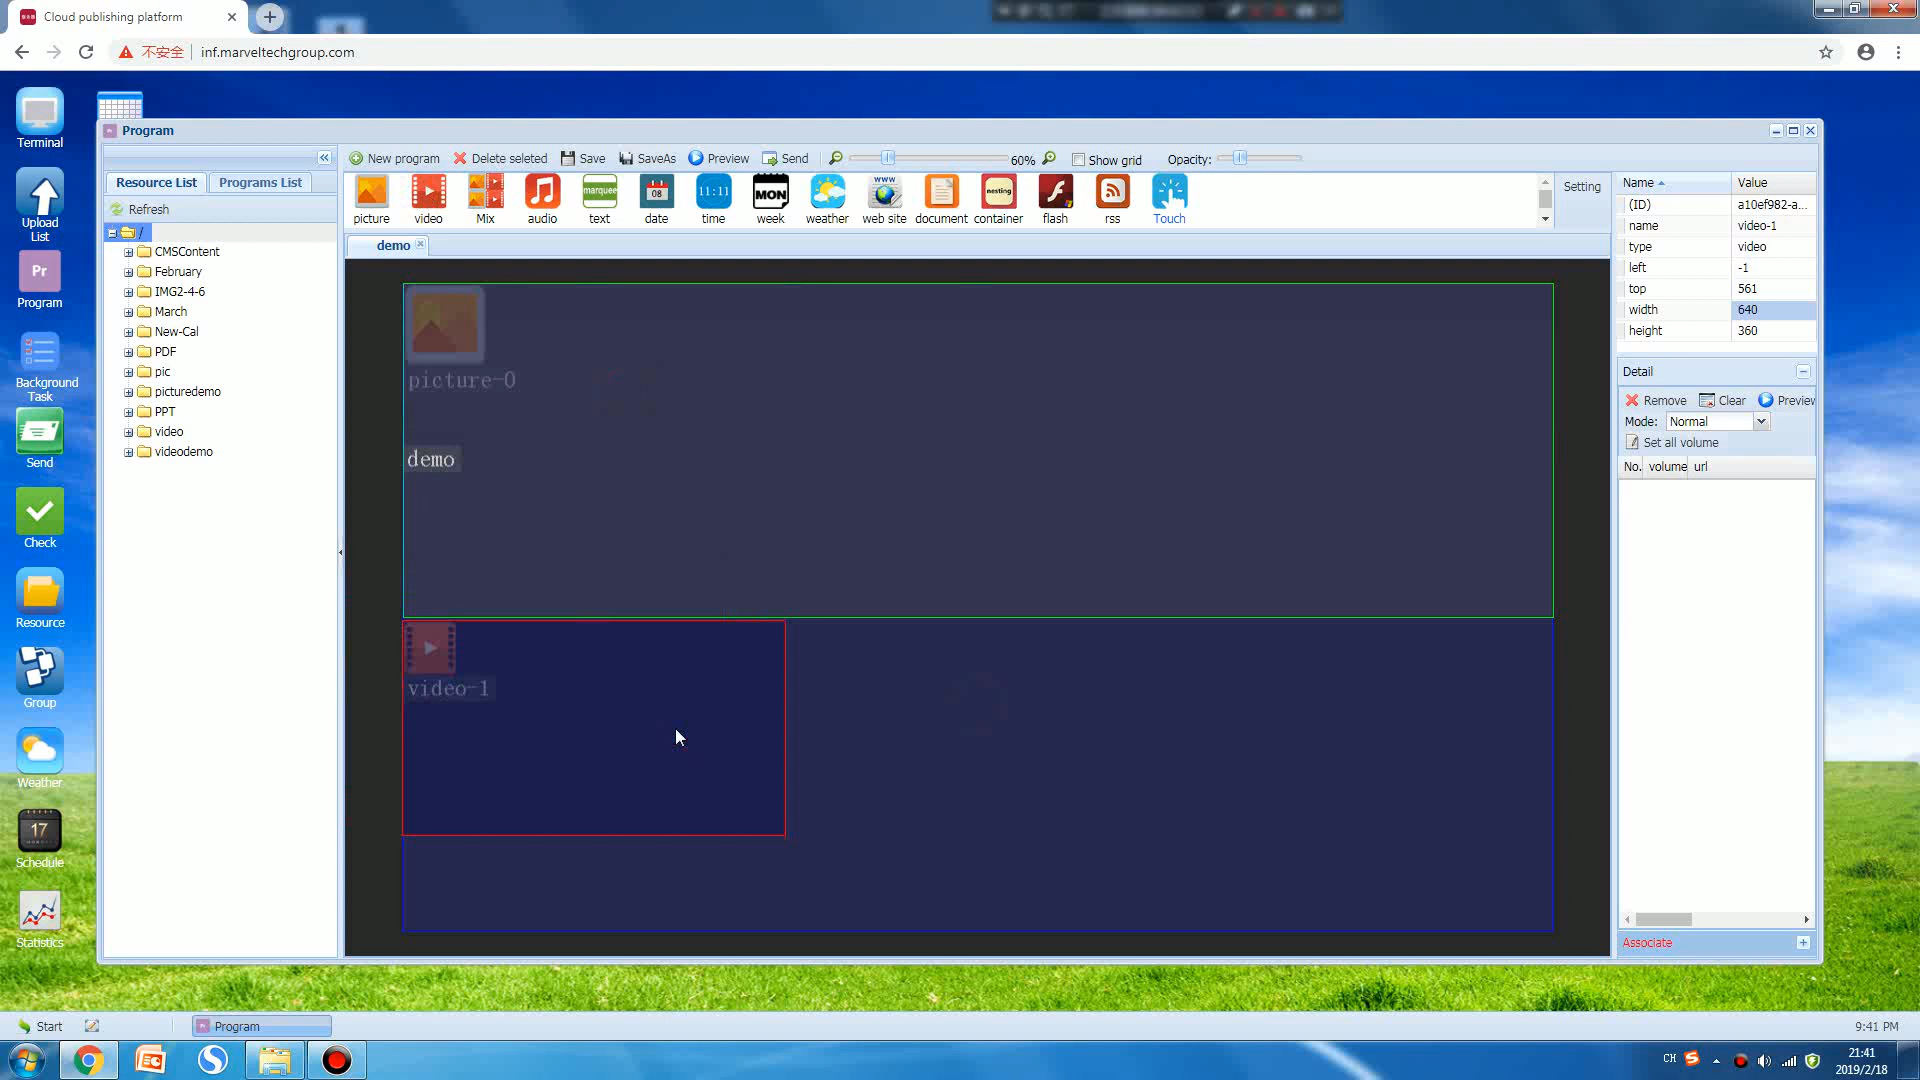 Cloud publishing platform
不安全 inf.marveltechgroup.com
Terminal
Upload List
Pr
Program
Background Task
Send
Check
Resource
Group
Weather
17
Schedule
Statistics
Program
Resource List Programs List
Refresh
/
CMSContent
February
IMG2-4-6
March
New-Cal
PDF
pic
picturedemo
PPT
video
videodemo
New program Delete seleted Save SaveAs Preview Send 60% Show grid Opacity:
marquee 08 11:11 MON WWW nesting
picture video Mix audio text date time week weather web site document container flash rss Touch
Setting
demo
picture-0
demo
video-1
Name Value
(ID) a10ef982-a...
name video-1
type video
left -1
top 561
width 640
height 360
Detail
Remove Clear Preview
Mode: Normal
Set all volume
No. volume url
Associate
Start Program 9:41 PM
CH 21:41
2019/2/18